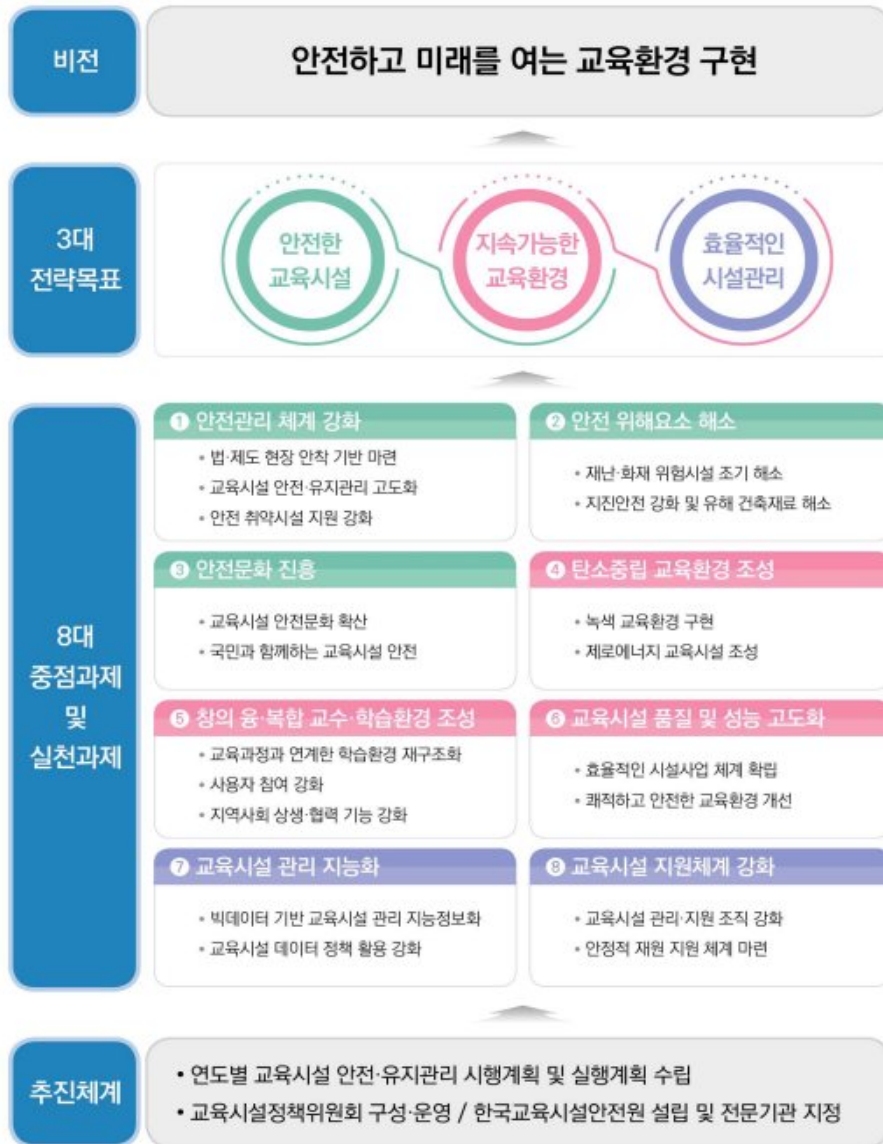 비전
안전하고 미래를 여는 교육환경 구현
3대
전략목표
안전한
교육시설
지속가능한
교육환경
효율적인
시설관리
8대
중점과제
및
실천과제
❶ 안전관리 체계 강화
• 법·제도 현장 안착 기반 마련
• 교육시설 안전·유지관리 고도화
• 안전 취약시설 지원 강화
❷ 안전 위해요소 해소
• 재난·화재 위험시설 조기 해소
• 지진안전 강화 및 유해 건축재료 해소
❸ 안전문화 진흥
• 교육시설 안전문화 확산
• 국민과 함께하는 교육시설 안전
❹ 탄소중립 교육환경 조성
• 녹색 교육환경 구현
• 제로에너지 교육시설 조성
❺ 창의 융·복합 교수·학습환경 조성
• 교육과정과 연계한 학습환경 재구조화
• 사용자 참여 강화
• 지역사회 상생·협력 기능 강화
❻ 교육시설 품질 및 성능 고도화
• 효율적인 시설사업 체계 확립
• 쾌적하고 안전한 교육환경 개선
❼ 교육시설 관리 지능화
• 빅데이터 기반 교육시설 관리 지능정보화
• 교육시설 데이터 정책 활용 강화
❽ 교육시설 지원체계 강화
• 교육시설 관리·지원 조직 강화
• 안정적 재원 지원 체계 마련
추진체계
• 연도별 교육시설 안전·유지관리 시행계획 및 실행계획 수립
• 교육시설정책위원회 구성·운영 / 한국교육시설안전원 설립 및 전문기관 지정